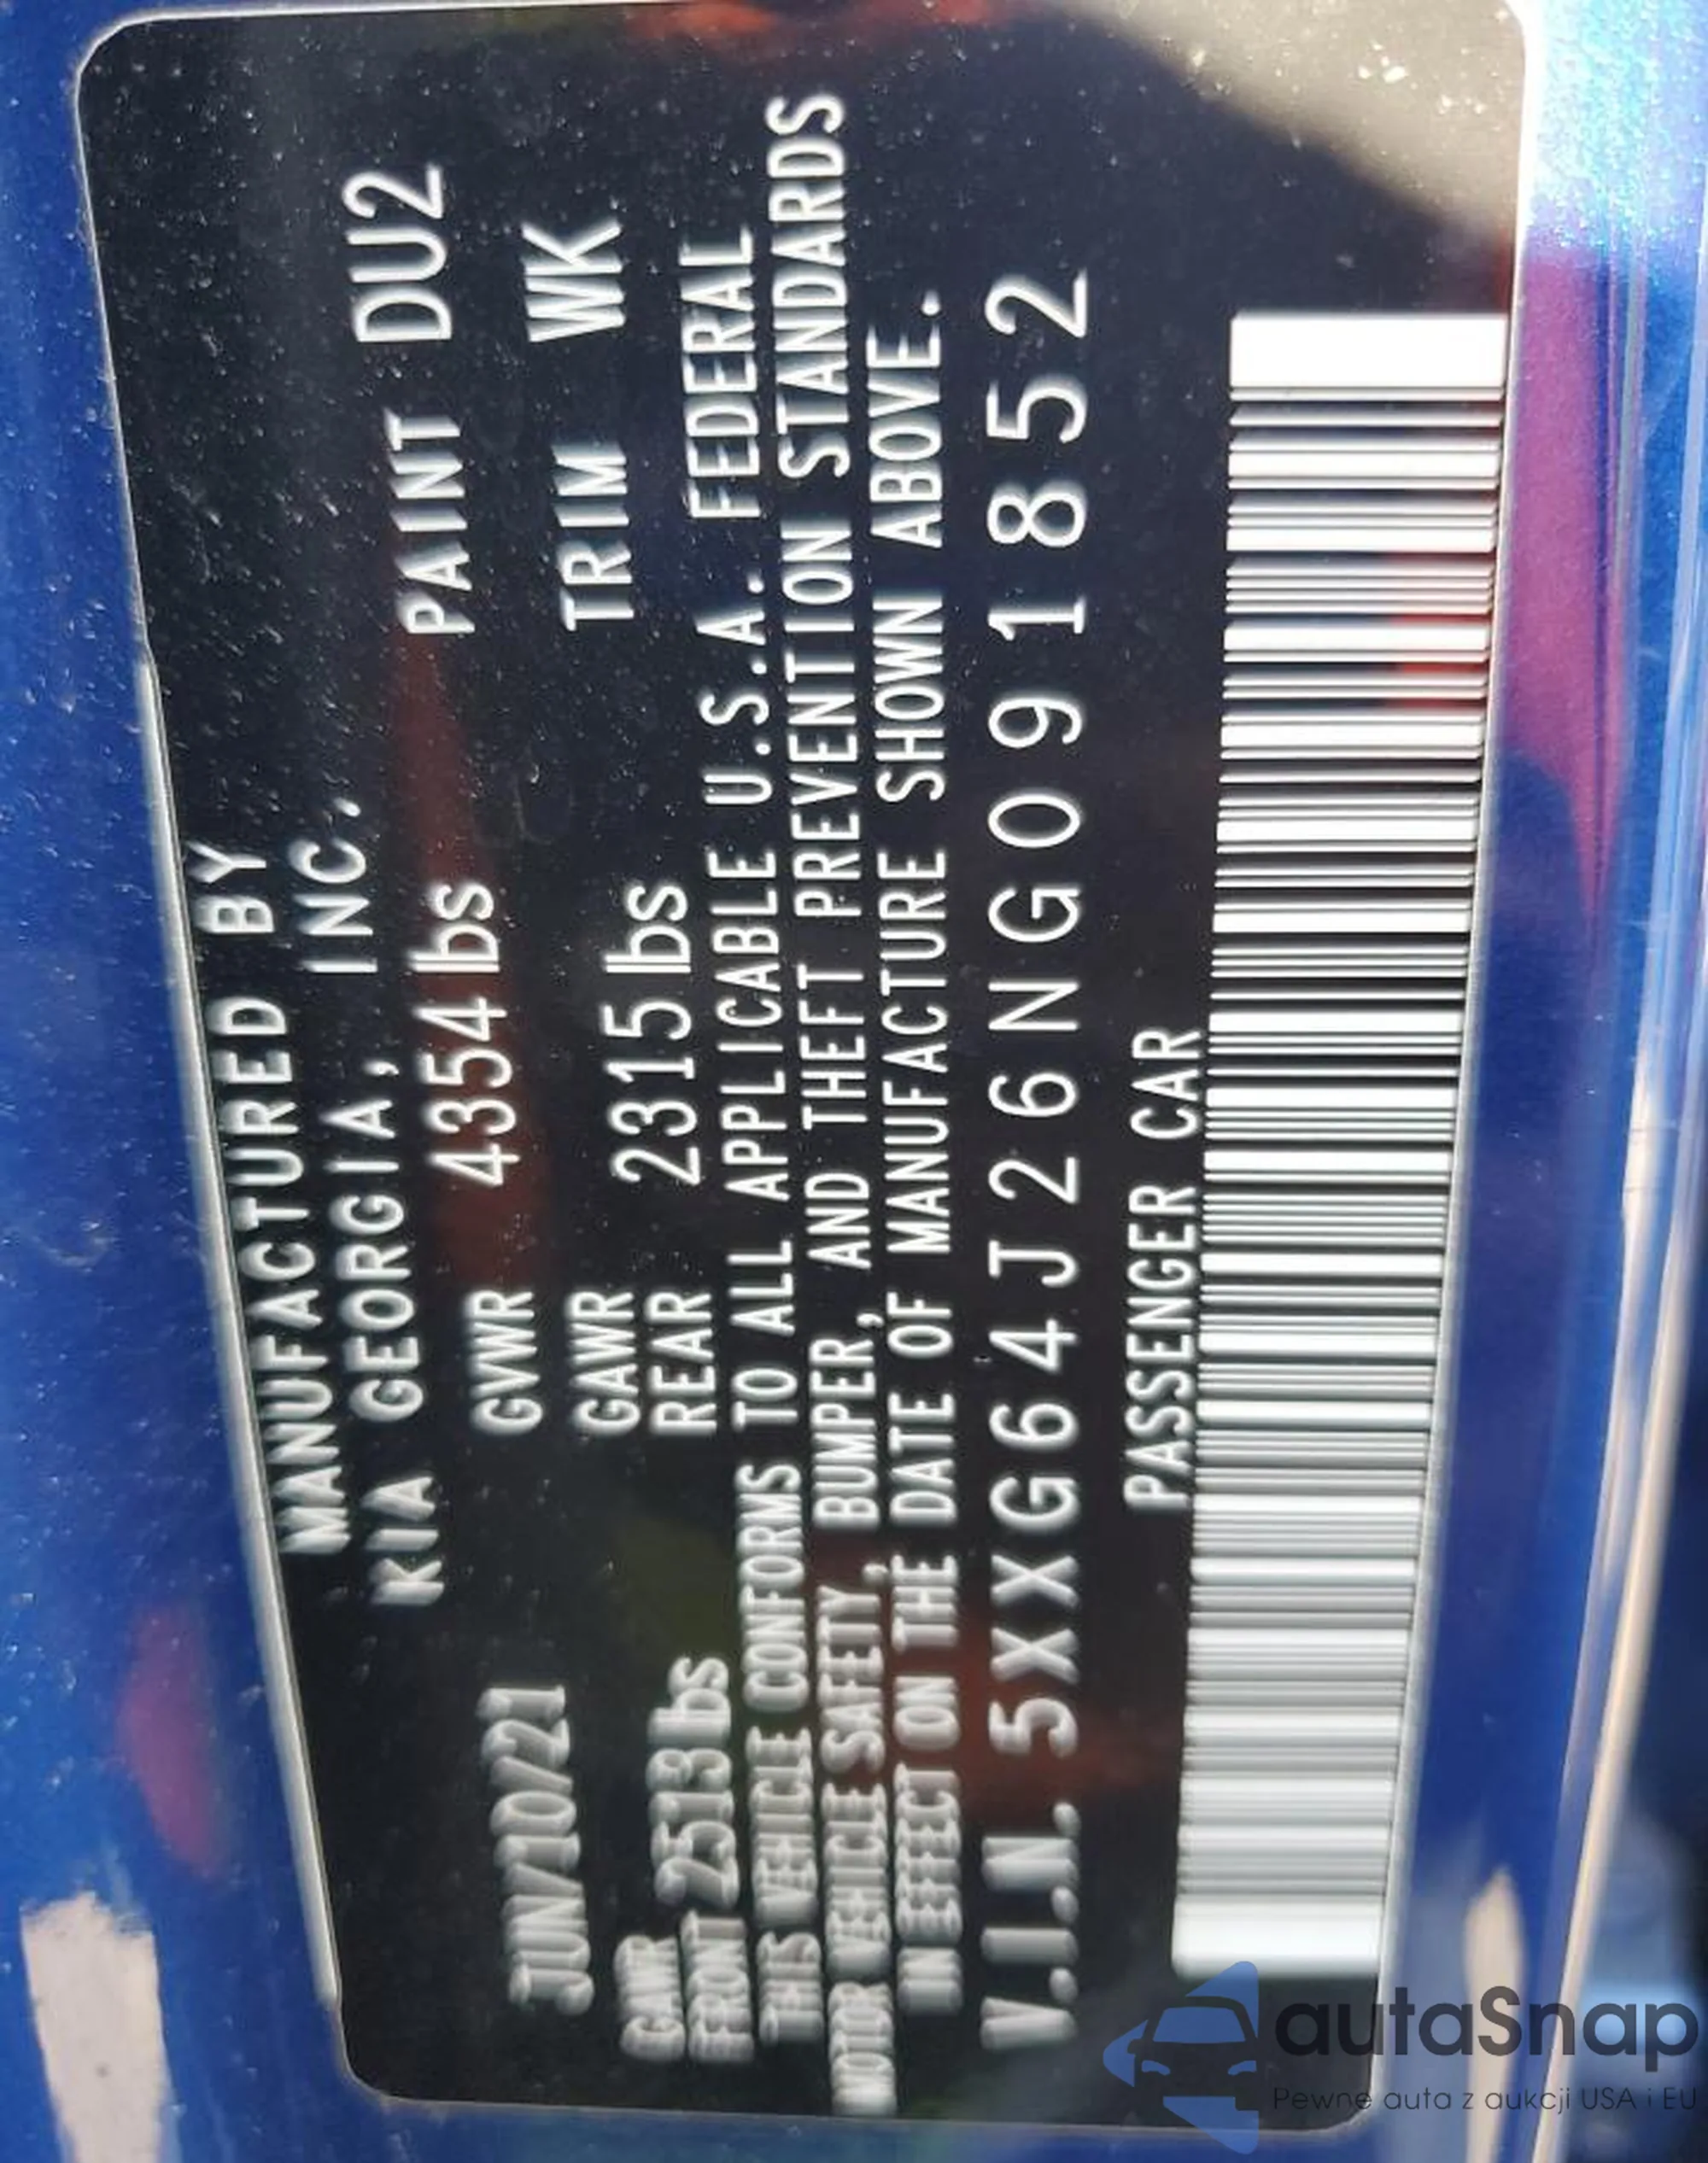 MANUFACTURED BY
KIA GEORGIA, INC.
JUN/10/21 GVWR 4354 lbs PAINT DU2
GAWR FRONT 2513 lbs GAWR REAR 2315 lbs TRIM WK
THIS VEHICLE CONFORMS TO ALL APPLICABLE U.S.A. FEDERAL
MOTOR VEHICLE SAFETY, BUMPER, AND THEFT PREVENTION STANDARDS
IN EFFECT ON THE DATE OF MANUFACTURE SHOWN ABOVE.
V.I.N. 5XXG64J26NG091852
PASSENGER CAR
autaSnap
Pewne auta z aukcji USA i EU